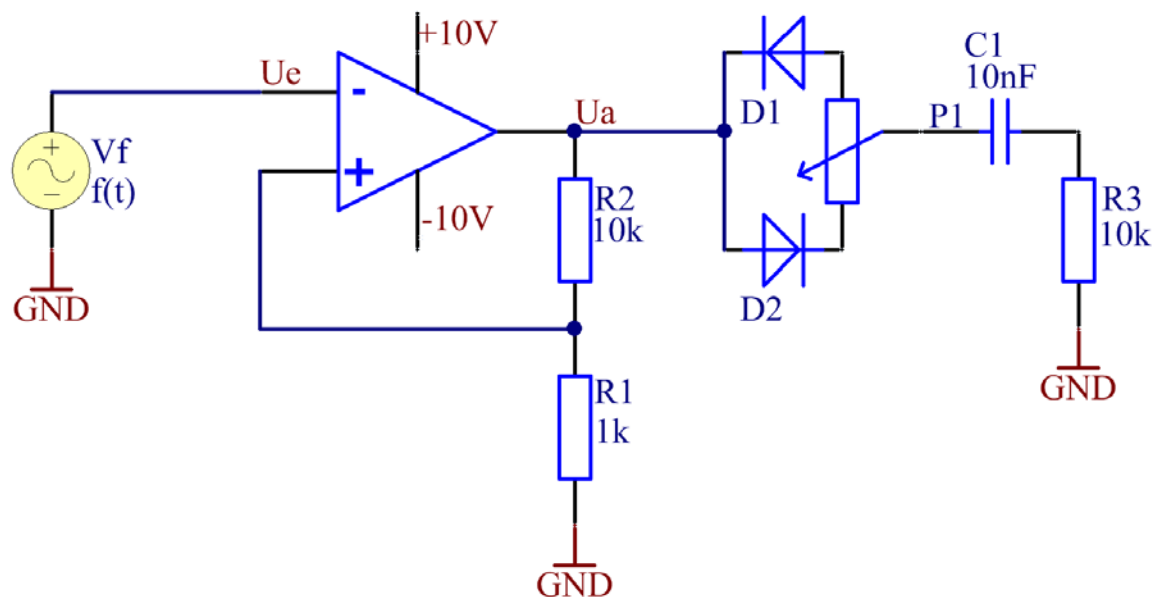 +10V
C1
10nF
Ue
-
Ua
D1
P1
Vf
f(t)
+
R2
10k
R3
10k
-10V
GND
D2
R1
1k
GND
GND